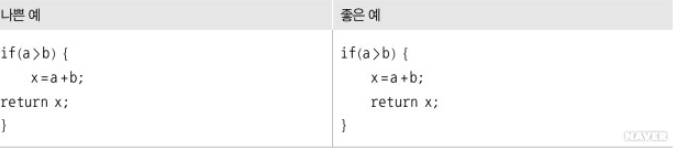 나쁜 예
좋은 예
if(a>b) {
    x=a+b;
return x;
}
if(a>b) {
    x=a+b;
    return x;
}
NAVER